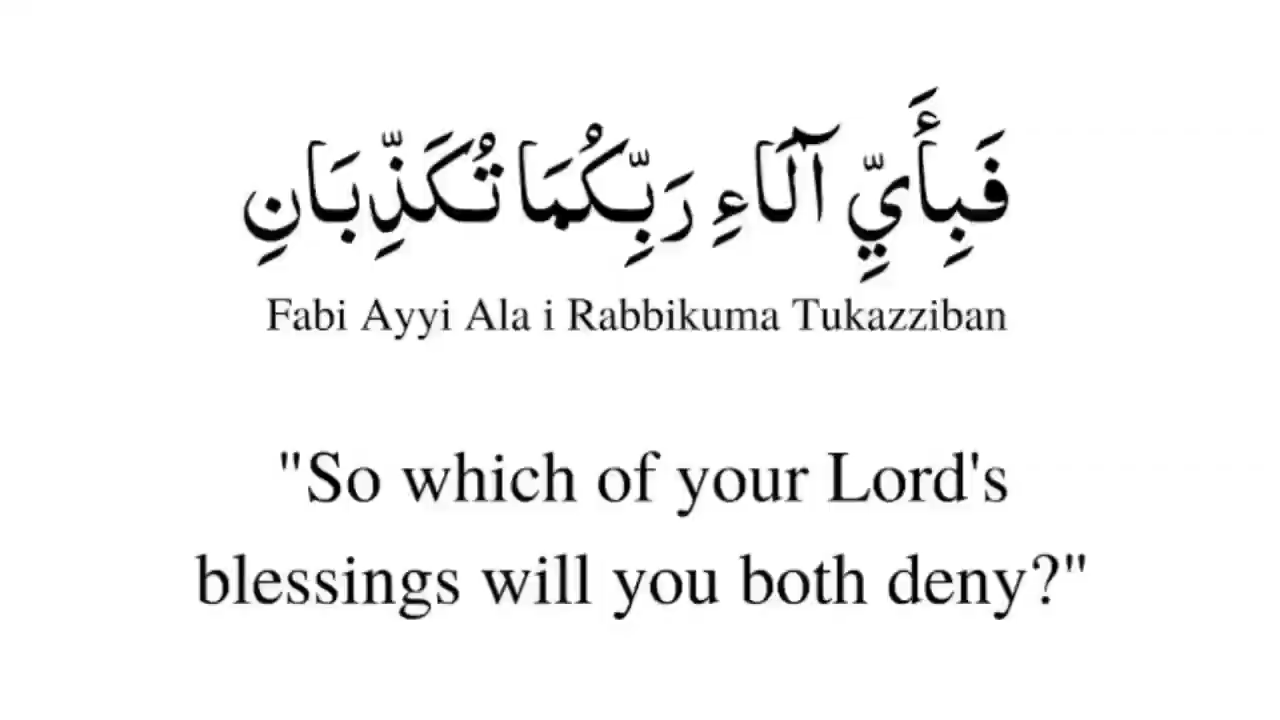 فَبِأَيِّ آلَاءِ رَبِّكُمَا تُكَذِّبَانِ
Fabi Ayyi Ala i Rabbikuma Tukazziban
"So which of your Lord's
blessings will you both deny?"